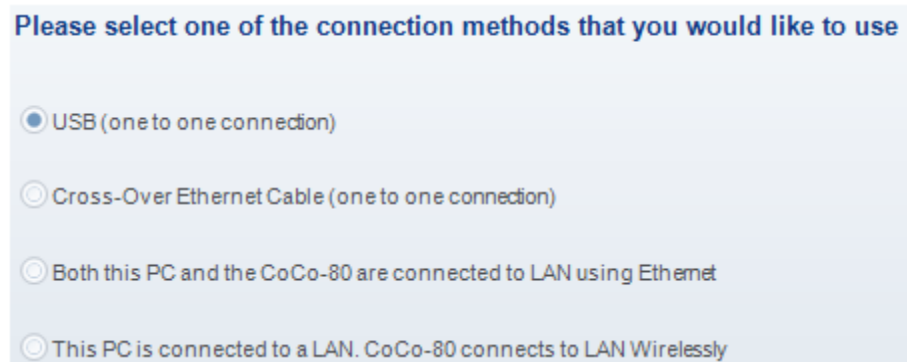 Please select one of the connection methods that you would like to use
USB (one to one connection)
Cross-Over Ethernet Cable (one to one connection)
Both this PC and the CoCo-80 are connected to LAN using Ethernet
This PC is connected to a LAN. CoCo-80 connects to LAN Wirelessly